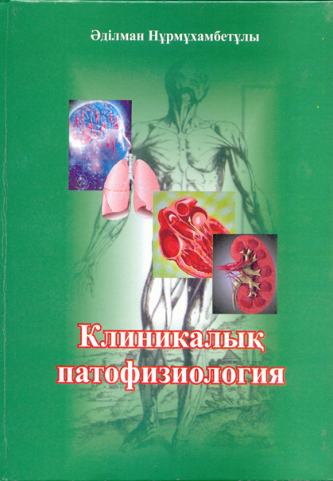 Әділман Нұрмұхамбетұлы
Клиникалық
патофизиология